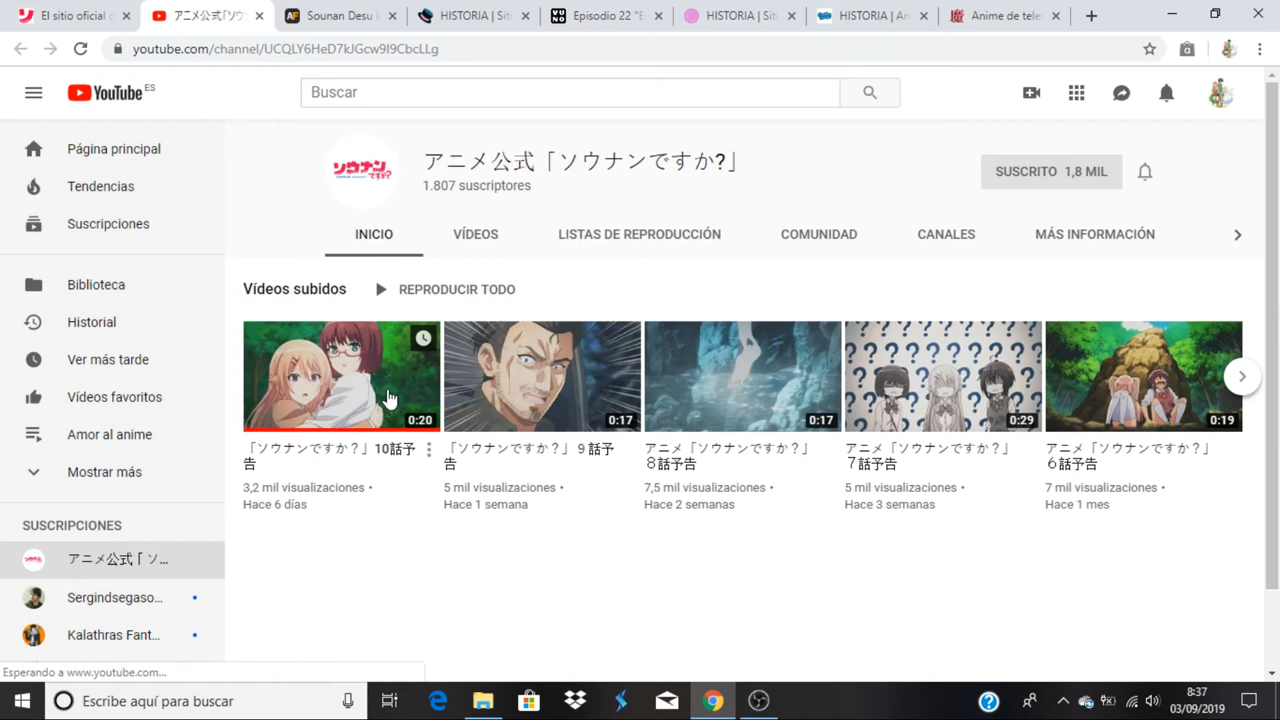 El sitio oficial d
アニメ公式「ソウ
Sounan Desu k
HISTORIA | Siti
Episodio 22 "E
HISTORIA | Siti
HISTORIA | An
Anime de tele
youtube.com/channel/UCQLY6HeD7kJGcw9I9CbcLLg
YouTube ES
Buscar
Página principal
Tendencias
Suscripciones
Biblioteca
Historial
Ver más tarde
Vídeos favoritos
Amor al anime
Mostrar más
SUSCRIPCIONES
アニメ公式「ソ...
Sergindsegaso...
Kalathras Fant...
ソウナンですか?
アニメ公式「ソウナンですか?」
1.807 suscriptores
SUSCRITO 1,8 MIL
INICIO VÍDEOS LISTAS DE REPRODUCCIÓN COMUNIDAD CANALES MÁS INFORMACIÓN
Vídeos subidos REPRODUCIR TODO
0:20
「ソウナンですか？」10話予
告
3,2 mil visualizaciones •
Hace 6 días
0:17
「ソウナンですか？」９話予
告
5 mil visualizaciones •
Hace 1 semana
0:17
アニメ「ソウナンですか？」
８話予告
7,5 mil visualizaciones •
Hace 2 semanas
0:29
アニメ「ソウナンですか？」
７話予告
5 mil visualizaciones •
Hace 3 semanas
0:19
アニメ「ソウナンですか？」
６話予告
7 mil visualizaciones •
Hace 1 mes
Esperando a www.youtube.com...
Escribe aquí para buscar
8:37
03/09/2019